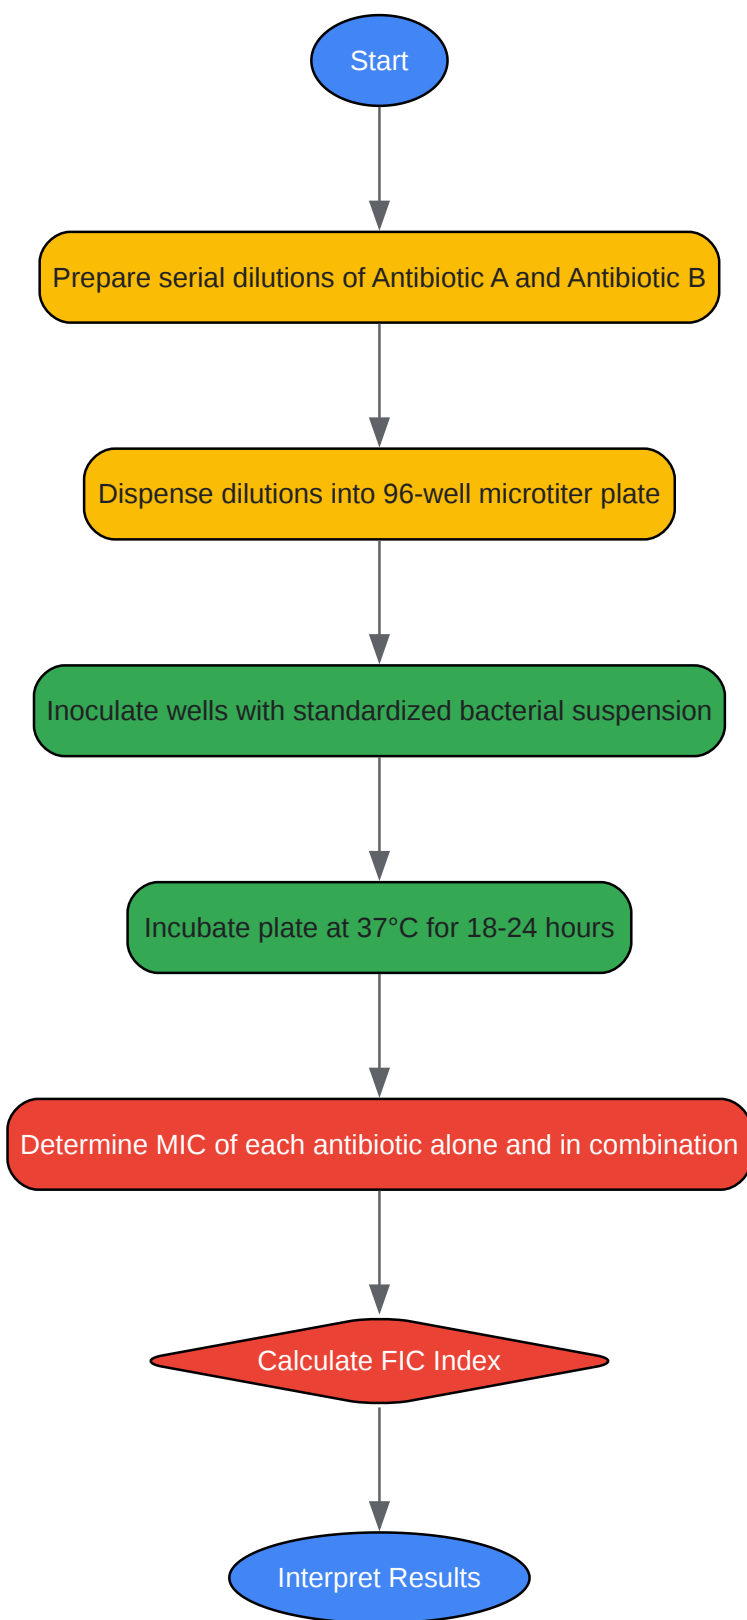 Start
Prepare serial dilutions of Antibiotic A and Antibiotic B
Dispense dilutions into 96-well microtiter plate
Inoculate wells with standardized bacterial suspension
Incubate plate at 37°C for 18-24 hours
Determine MIC of each antibiotic alone and in combination
Calculate FIC Index
Interpret Results